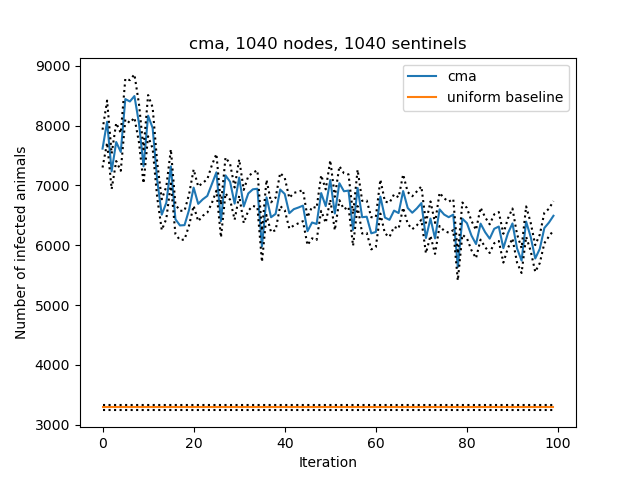 cma, 1040 nodes, 1040 sentinels
cma
uniform baseline
Number of infected animals
9000
8000
7000
6000
5000
4000
3000
0 20 40 60 80 100
Iteration